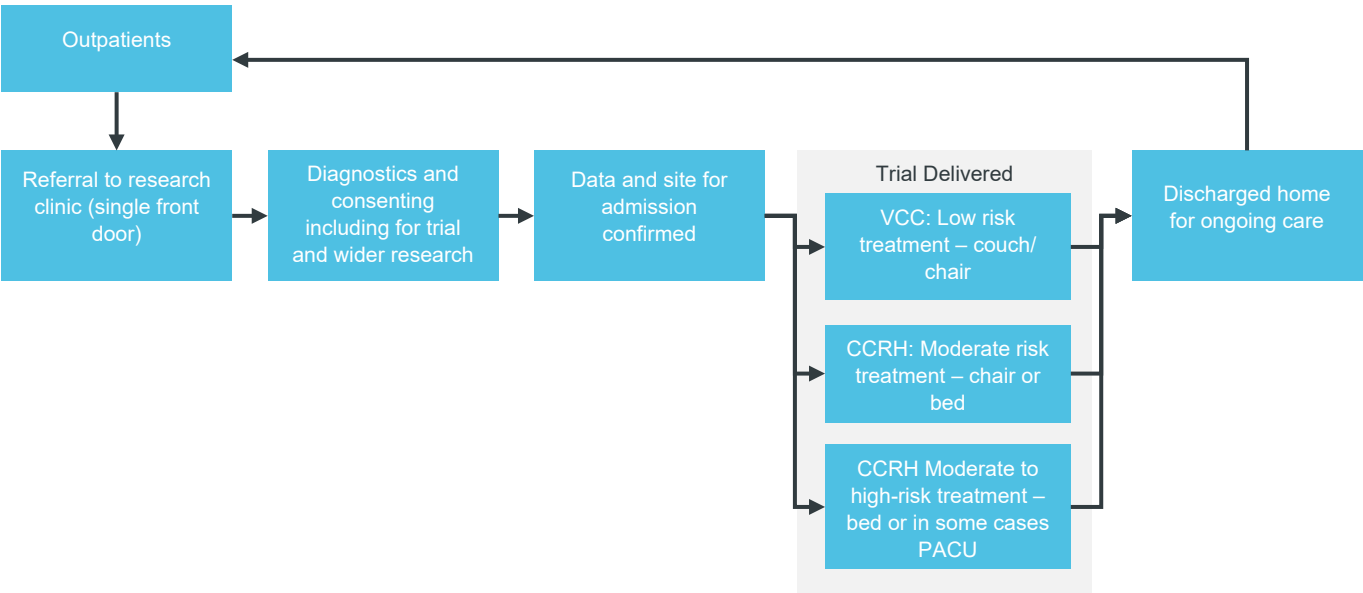 Outpatients
Referral to research
clinic (single front
door)
Diagnostics and
consenting
including for trial
and wider research
Data and site for
admission
confirmed
Trial Delivered
VCC: Low risk
treatment – couch/
chair
CCRH: Moderate risk
treatment – chair or
bed
CCRH Moderate to
high-risk treatment –
bed or in some cases
PACU
Discharged home
for ongoing care